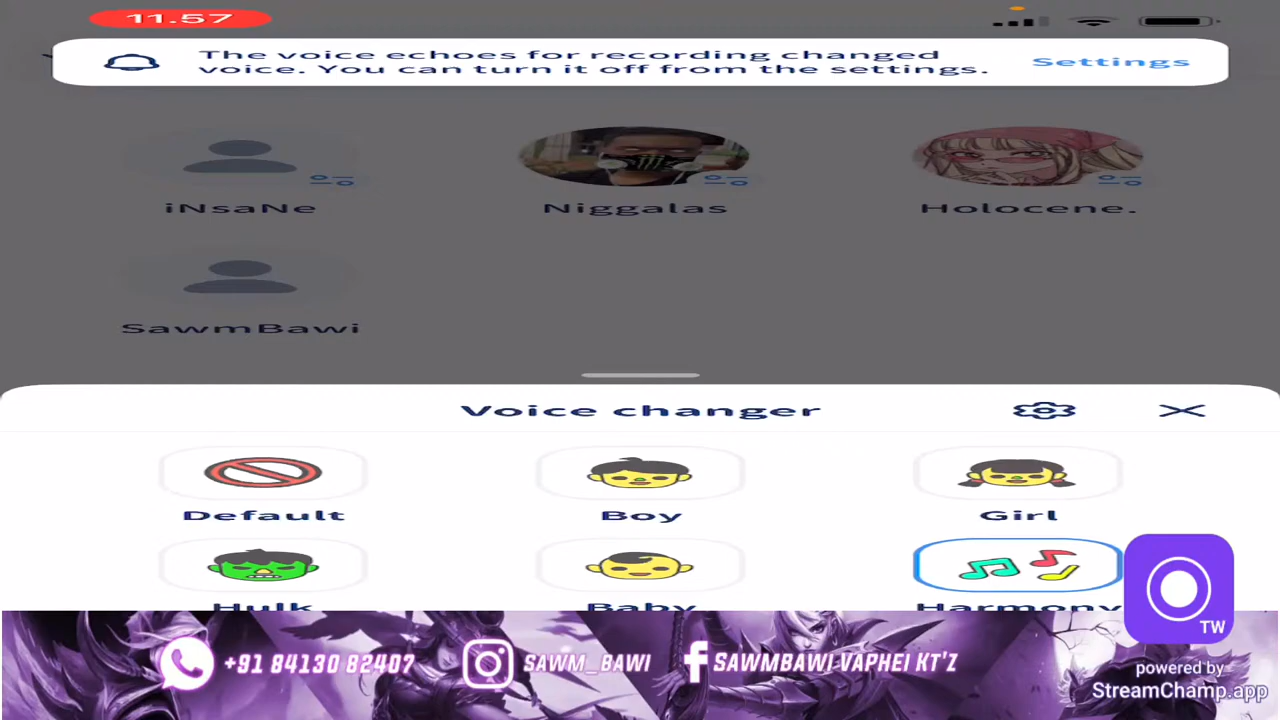 11.57
The voice echoes for recording changed
voice. You can turn it off from the settings.
Settings
iNsaNe
Niggalas
Holocene.
SawmBawi
Voice changer
Default
Boy
Girl
Hulk
Baby
Harmony
TW
+91 84130 82407
SAWM_BAWI
SAWMBAWI VAPHEI KT'Z
powered by
StreamChamp.app